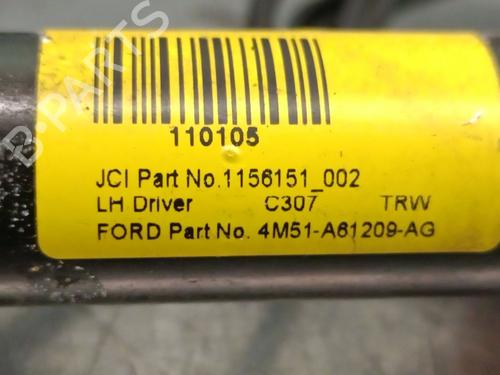 B-PARTS
110105
JCI Part No.1156151_002
LH Driver C307 TRW
FORD Part No. 4M51-A61209-AG